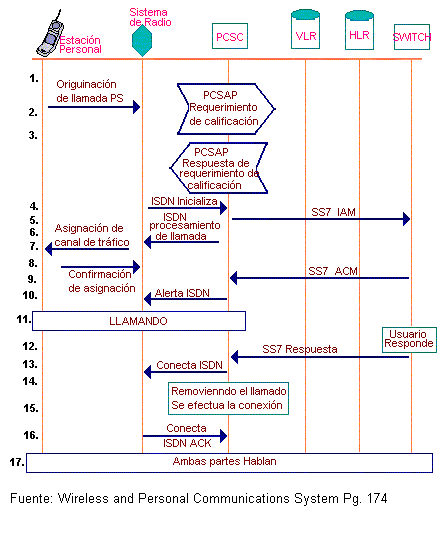 Sistema
de Radio
Estación
Personal
PCSC
VLR
HLR
SWITCH
1.
Originación
de llamada PS
PCSAP
Requerimiento
de calificación
2.
3.
PCSAP
Respuesta de
requerimiento de
calificación
4.
ISDN Inicializa
5.
ISDN
procesamiento
de llamada
SS7 IAM
6.
Asignación de
canal de tráfico
7.
8.
Confirmación
de asignación
9.
SS7 ACM
10.
Alerta ISDN
11.
LLAMANDO
Usuario
Responde
12.
SS7 Respuesta
13.
Conecta ISDN
14.
Removienndo el llamado
Se efectua la conexión
15.
16.
Conecta
ISDN ACK
17.
Ambas partes Hablan
Fuente: Wireless and Personal Communications System Pg. 174